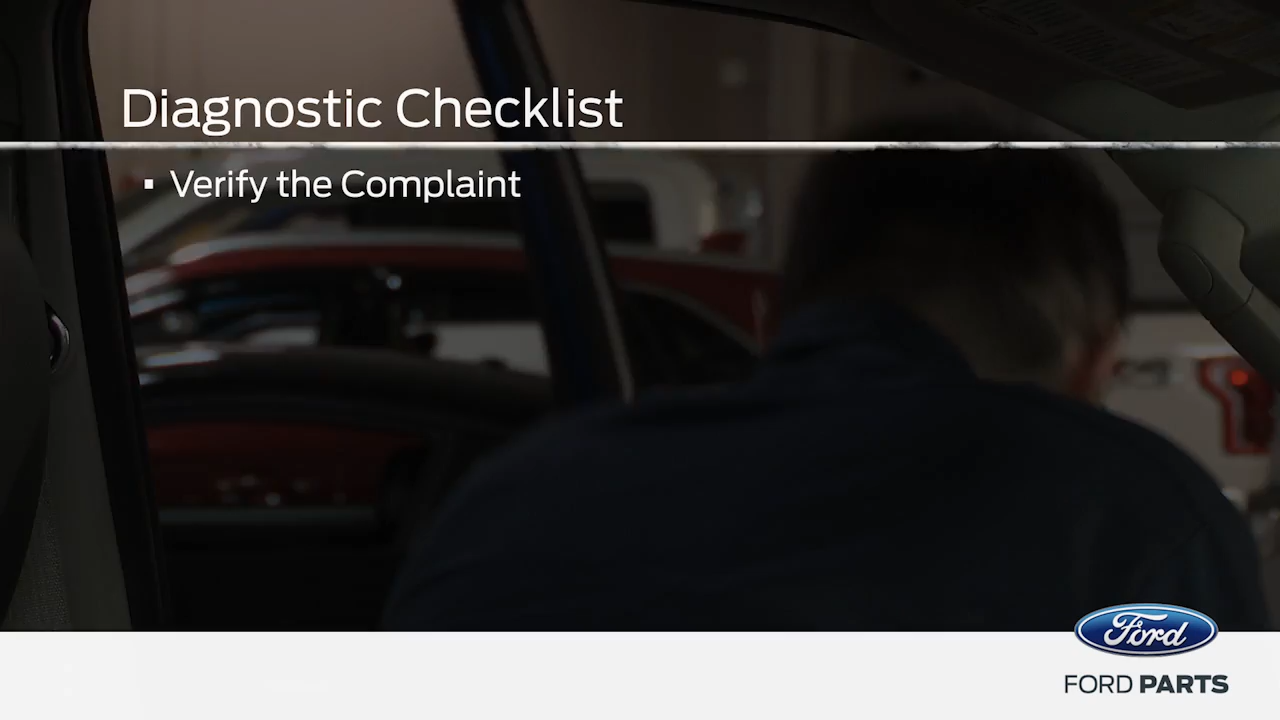 Diagnostic Checklist
▪ Verify the Complaint
Ford
FORD PARTS